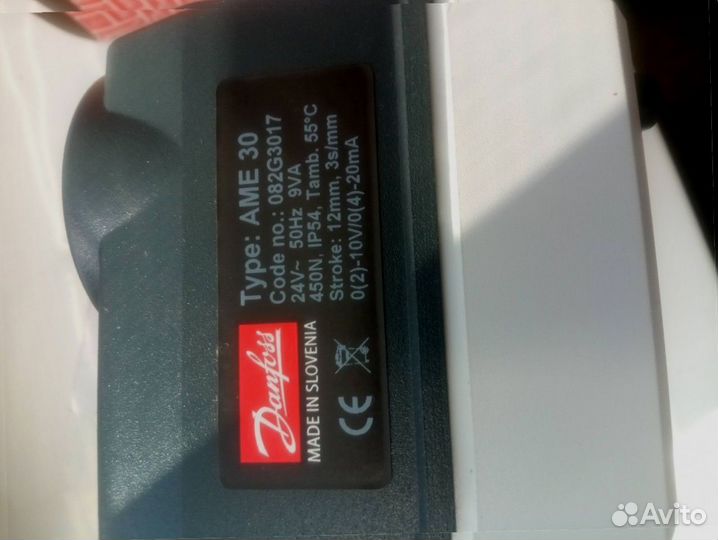 Danfoss
MADE IN SLOVENIA
CE
Type: AME 30
Code no.: 082G3017
24V~ 50Hz 9VA
450N, IP54, Tamb. 55°C
Stroke: 12mm, 3s/mm
0(2)-10V/0(4)-20mA
Avito